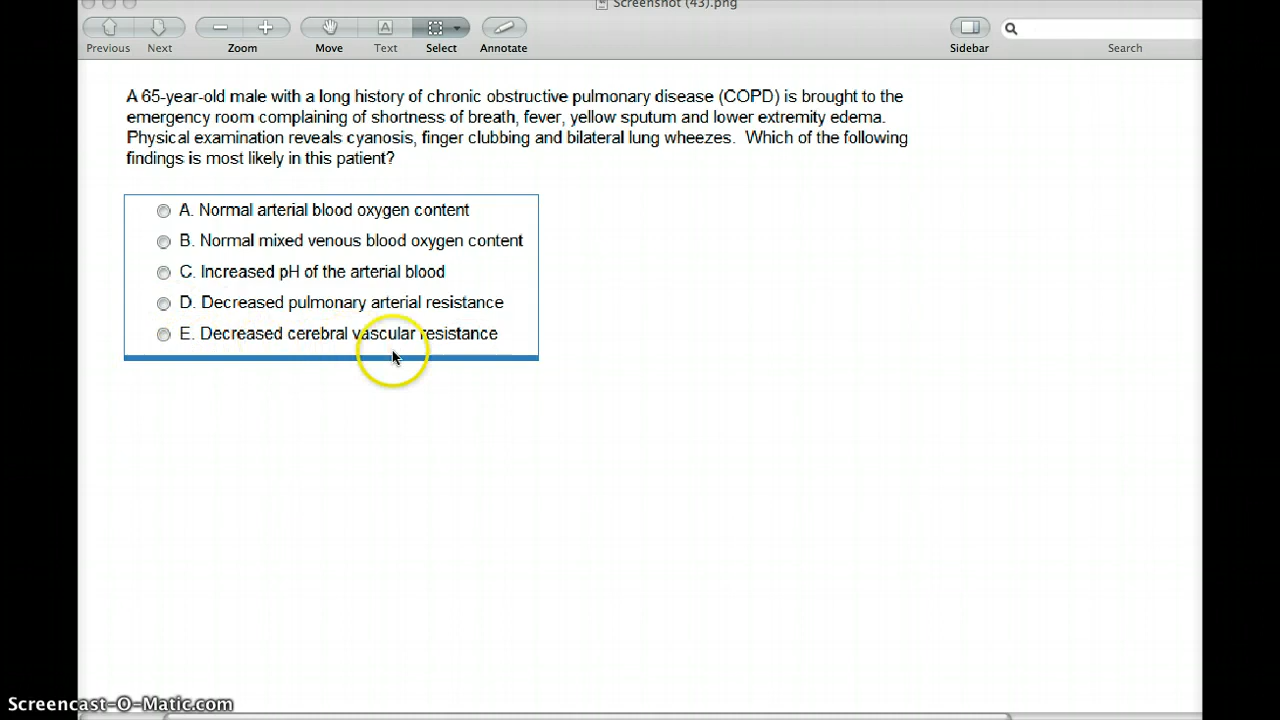 Screenshot (43).png
Previous Next Zoom Move Text Select Annotate Sidebar Search
A 65-year-old male with a long history of chronic obstructive pulmonary disease (COPD) is brought to the
emergency room complaining of shortness of breath, fever, yellow sputum and lower extremity edema.
Physical examination reveals cyanosis, finger clubbing and bilateral lung wheezes. Which of the following
findings is most likely in this patient?
A. Normal arterial blood oxygen content
B. Normal mixed venous blood oxygen content
C. Increased pH of the arterial blood
D. Decreased pulmonary arterial resistance
E. Decreased cerebral vascular resistance
Screencast-O-Matic.com